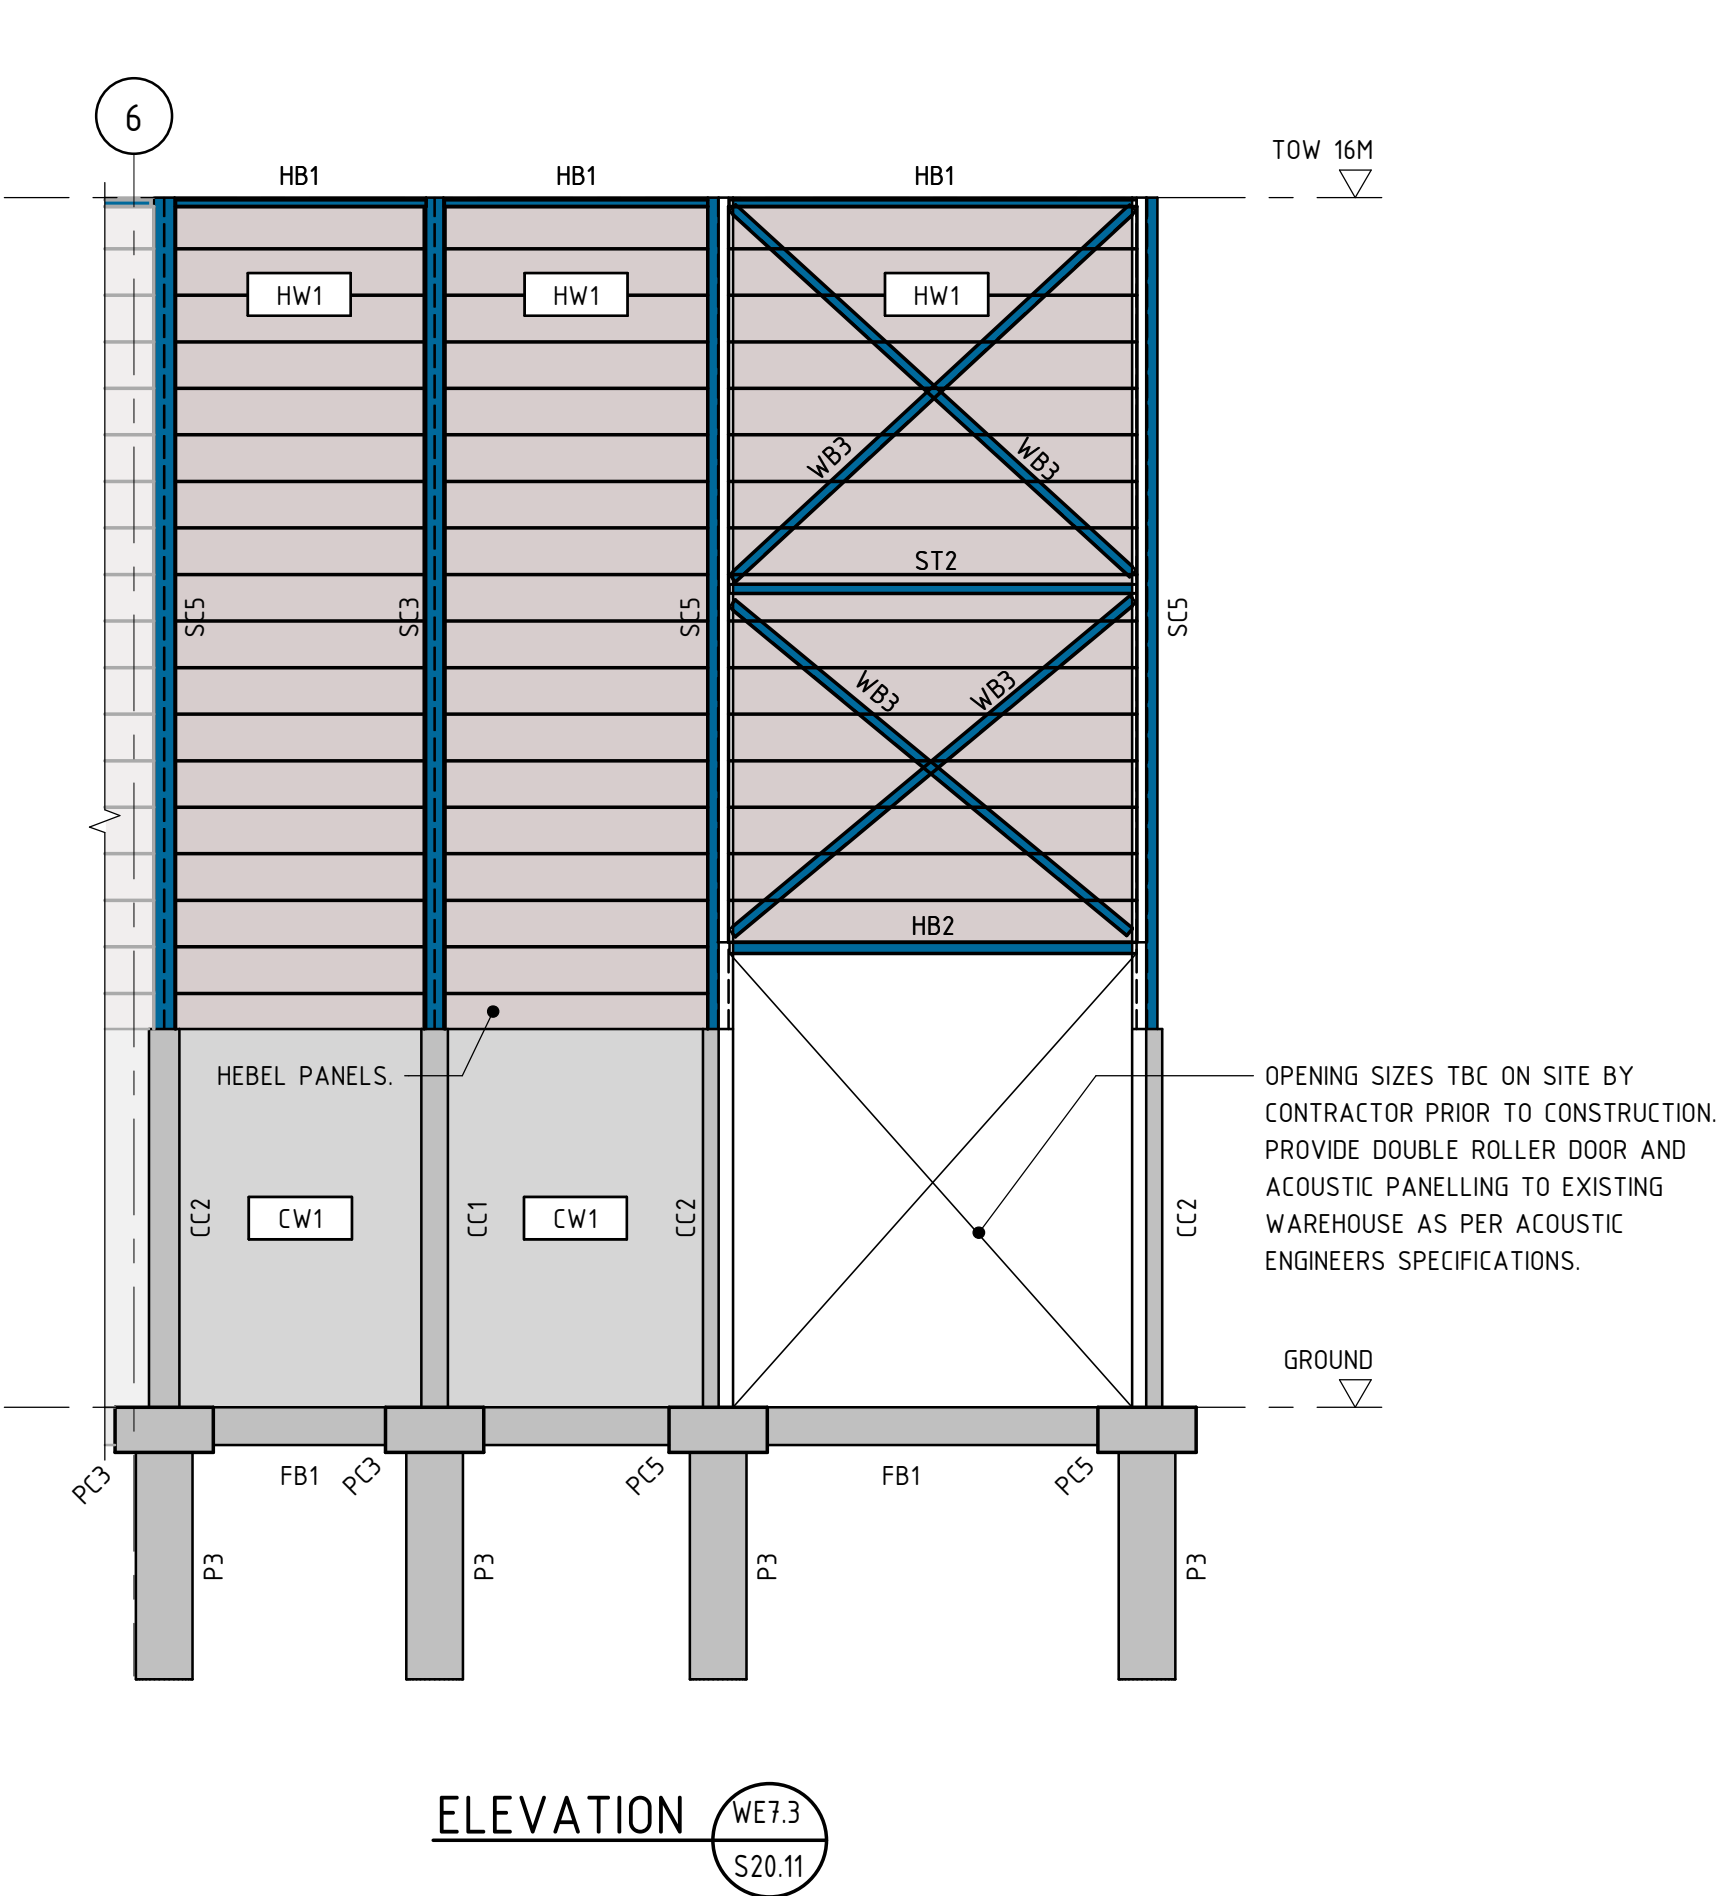 6
TOW 16M
HB1 HB1 HB1
HW1 HW1 HW1
WB3 WB3
ST2
SC5 SC3 SC5 SC5
WB3 WB3
HB2
HEBEL PANELS.
OPENING SIZES TBC ON SITE BY
CONTRACTOR PRIOR TO CONSTRUCTION.
PROVIDE DOUBLE ROLLER DOOR AND
ACOUSTIC PANELLING TO EXISTING
WAREHOUSE AS PER ACOUSTIC
ENGINEERS SPECIFICATIONS.
CC2 CW1 CC1 CW1 CC2 CC2
GROUND
PC3 FB1 PC3 PC5 FB1 PC5
P3 P3 P3 P3
ELEVATION
WE7.3
S20.11